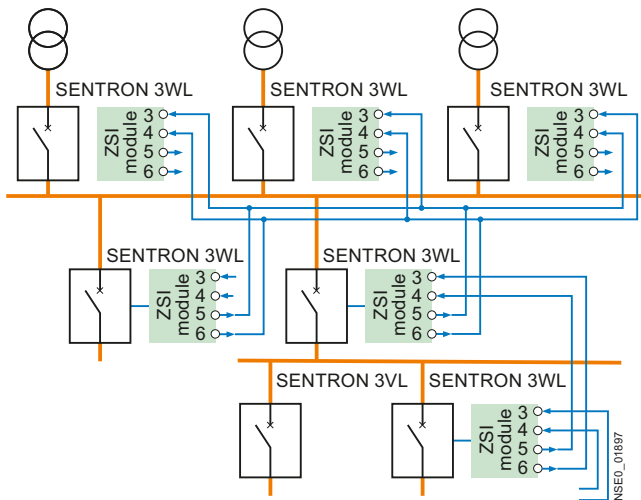 SENTRON 3WL
ZSI
module
3
4
5
6
SENTRON 3WL
ZSI
module
3
4
5
6
SENTRON 3WL
ZSI
module
3
4
5
6
SENTRON 3WL
ZSI
module
3
4
5
6
SENTRON 3WL
ZSI
module
3
4
5
6
SENTRON 3VL
SENTRON 3WL
ZSI
module
3
4
5
6
NSE0_01897